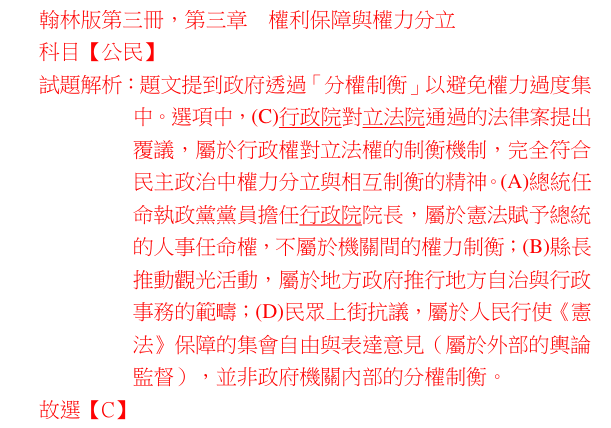 翰林版第三冊，第三章　權利保障與權力分立
科目【公民】
試題解析：題文提到政府透過「分權制衡」以避免權力過度集
中。選項中，(C)行政院對立法院通過的法律案提出
覆議，屬於行政權對立法權的制衡機制，完全符合
民主政治中權力分立與相互制衡的精神。(A)總統任
命執政黨黨員擔任行政院院長，屬於憲法賦予總統
的人事任命權，不屬於機關間的權力制衡；(B)縣長
推動觀光活動，屬於地方政府推行地方自治與行政
事務的範疇；(D)民眾上街抗議，屬於人民行使《憲
法》保障的集會自由與表達意見（屬於外部的輿論
監督），並非政府機關內部的分權制衡。
故選【C】